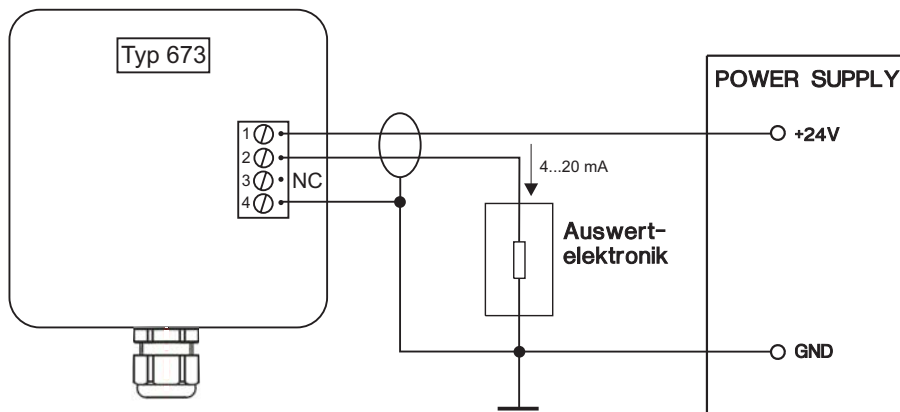 Typ 673
POWER SUPPLY
1
+24V
2
4...20 mA
3
NC
4
Auswert-
elektronik
GND